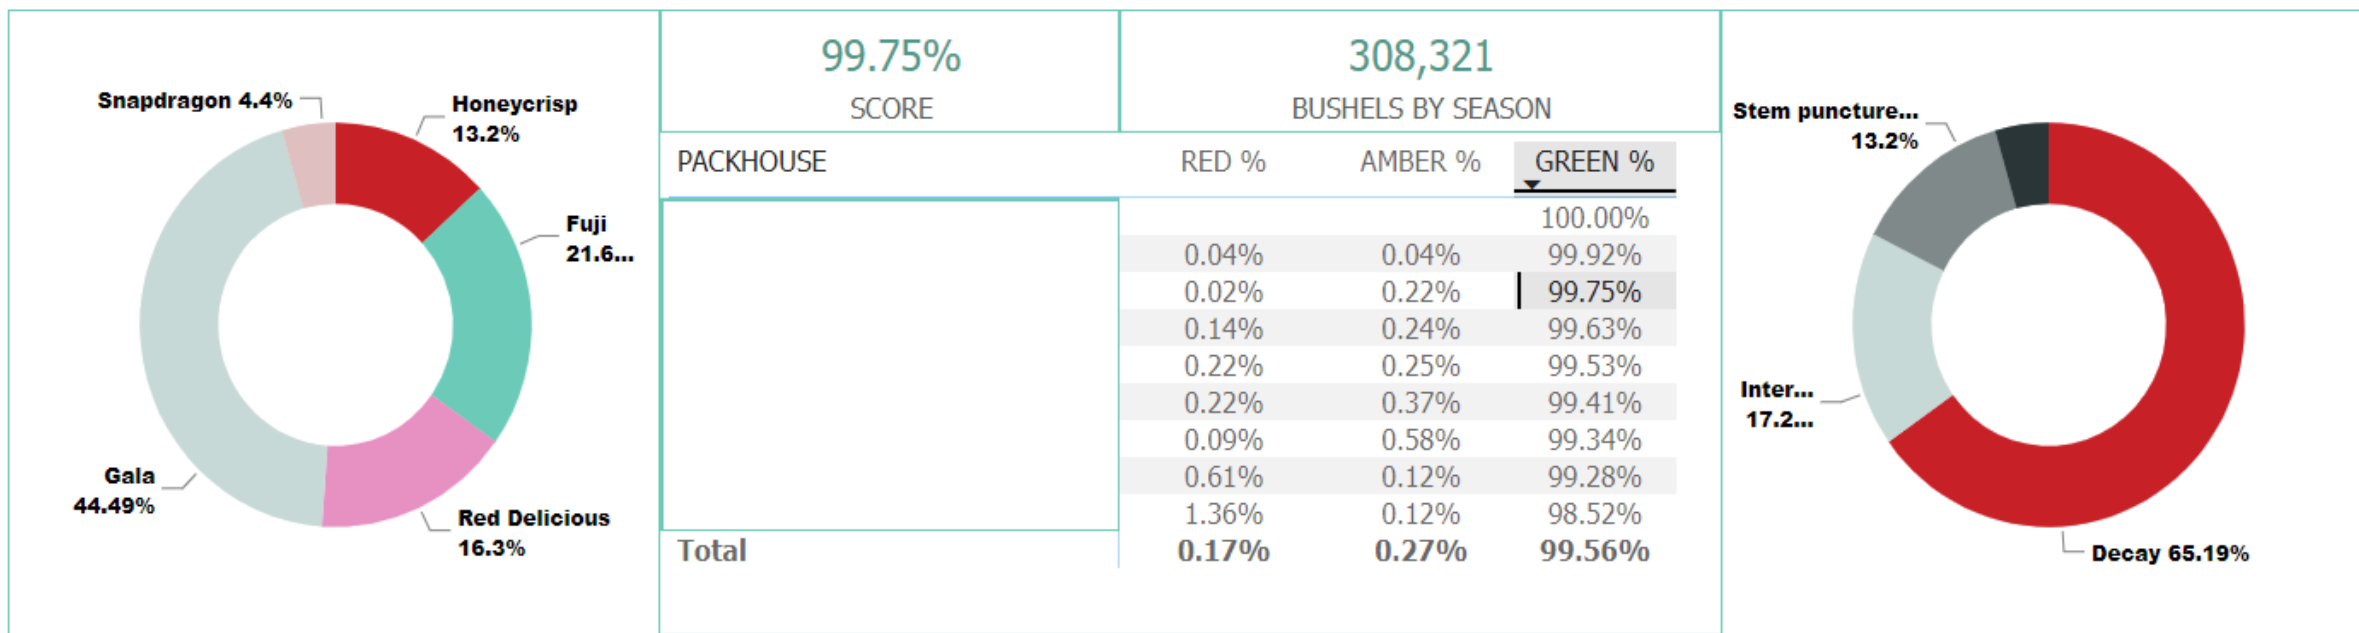 Snapdragon 4.4%
Honeycrisp
13.2%
Fuji
21.6...
Gala
44.49%
Red Delicious
16.3%
99.75%
SCORE
308,321
BUSHELS BY SEASON
PACKHOUSE RED % AMBER % GREEN %
100.00%
0.04% 0.04% 99.92%
0.02% 0.22% 99.75%
0.14% 0.24% 99.63%
0.22% 0.25% 99.53%
0.22% 0.37% 99.41%
0.09% 0.58% 99.34%
0.61% 0.12% 99.28%
1.36% 0.12% 98.52%
Total 0.17% 0.27% 99.56%
Stem puncture...
13.2%
Inter...
17.2...
Decay 65.19%